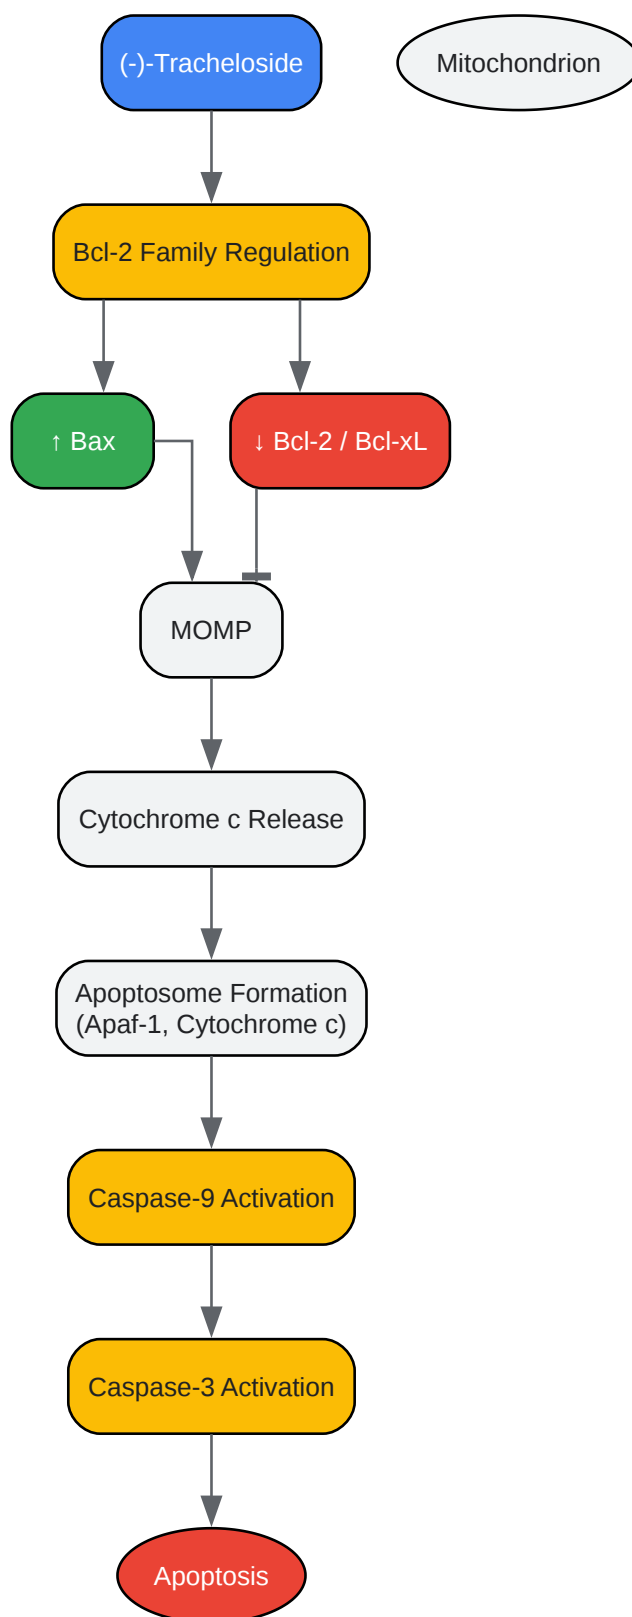 (-)-Tracheloside
Mitochondrion
Bcl-2 Family Regulation
↑ Bax
↓ Bcl-2 / Bcl-xL
MOMP
Cytochrome c Release
Apoptosome Formation
(Apaf-1, Cytochrome c)
Caspase-9 Activation
Caspase-3 Activation
Apoptosis